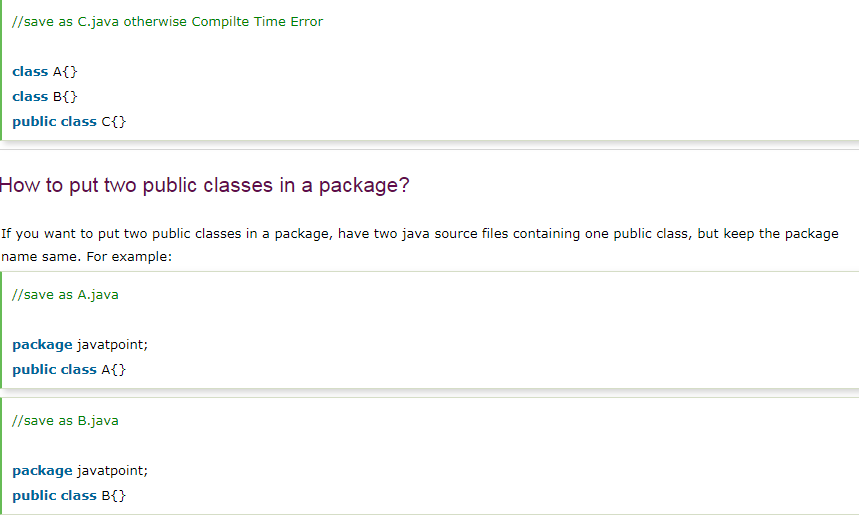 //save as C.java otherwise Compilte Time Error
class A{}
class B{}
public class C{}
How to put two public classes in a package?
If you want to put two public classes in a package, have two java source files containing one public class, but keep the package
name same. For example:
//save as A.java
package javatpoint;
public class A{}
//save as B.java
package javatpoint;
public class B{}